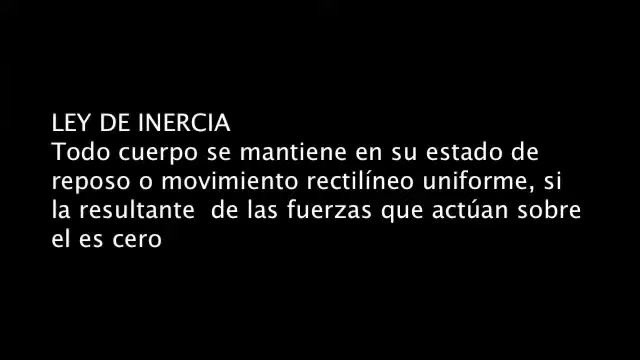 LEY DE INERCIA
Todo cuerpo se mantiene en su estado de
reposo o movimiento rectilíneo uniforme, si
la resultante  de las fuerzas que actúan sobre
el es cero